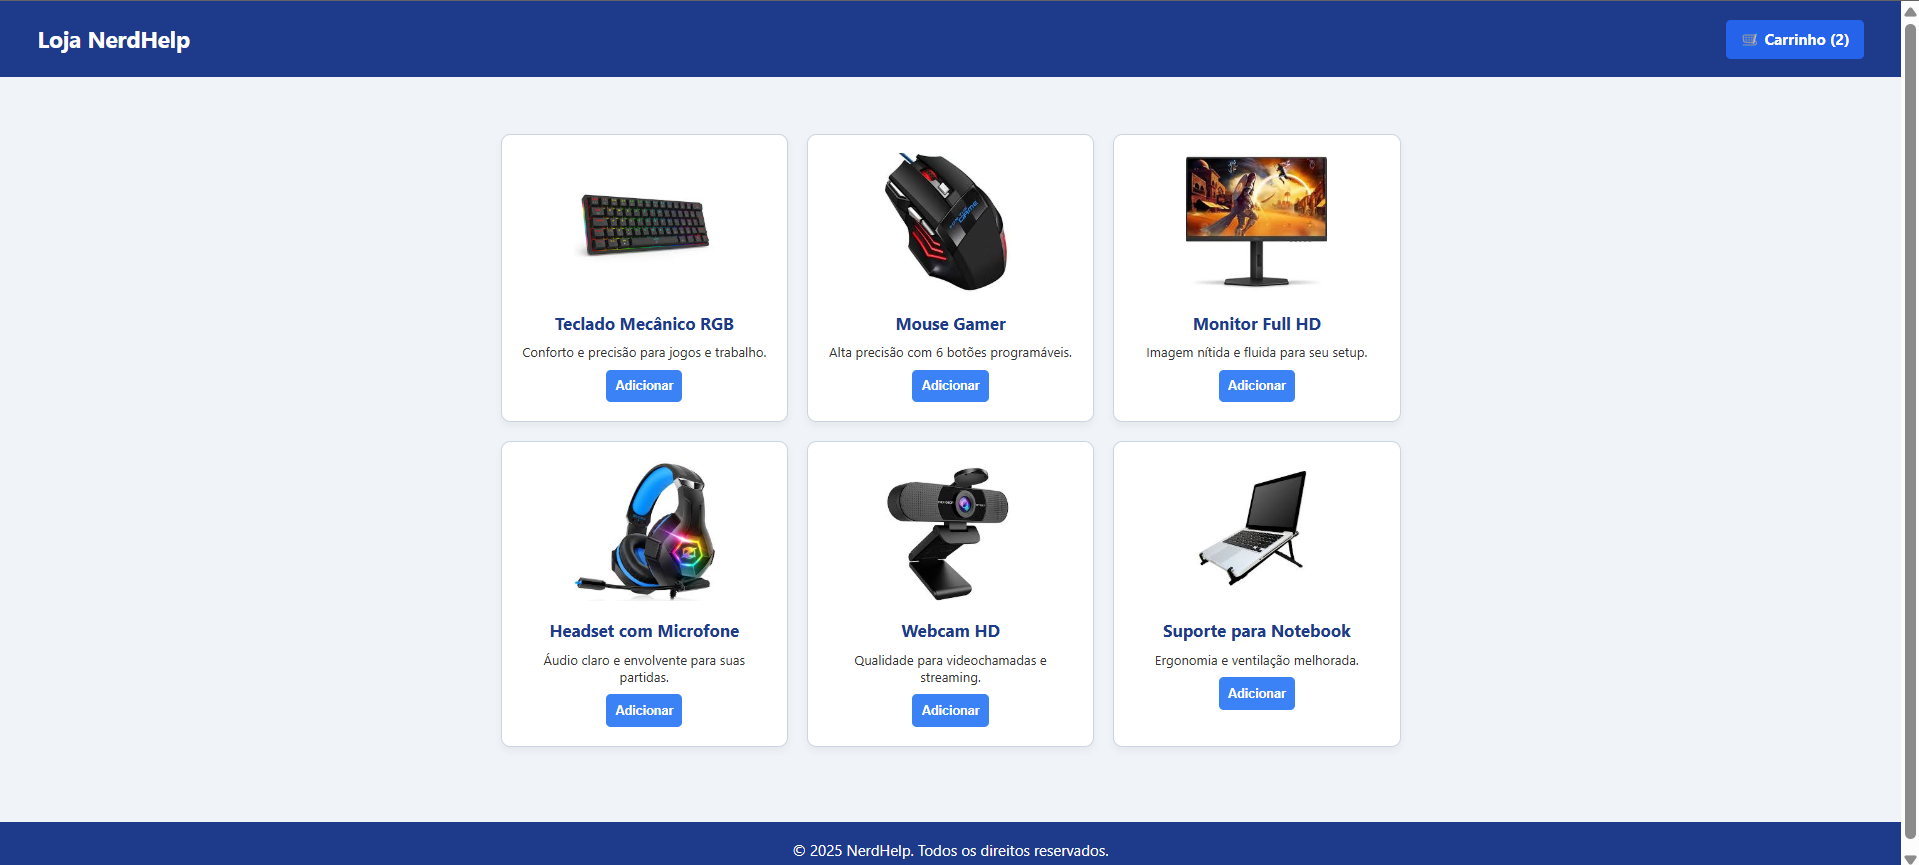 Loja NerdHelp
🛒 Carrinho (2)
Teclado Mecânico RGB
Conforto e precisão para jogos e trabalho.
Adicionar
Mouse Gamer
Alta precisão com 6 botões programáveis.
Adicionar
Monitor Full HD
Imagem nítida e fluida para seu setup.
Adicionar
Headset com Microfone
Áudio claro e envolvente para suas
partidas.
Adicionar
Webcam HD
Qualidade para videochamadas e
streaming.
Adicionar
Suporte para Notebook
Ergonomia e ventilação melhorada.
Adicionar
© 2025 NerdHelp. Todos os direitos reservados.